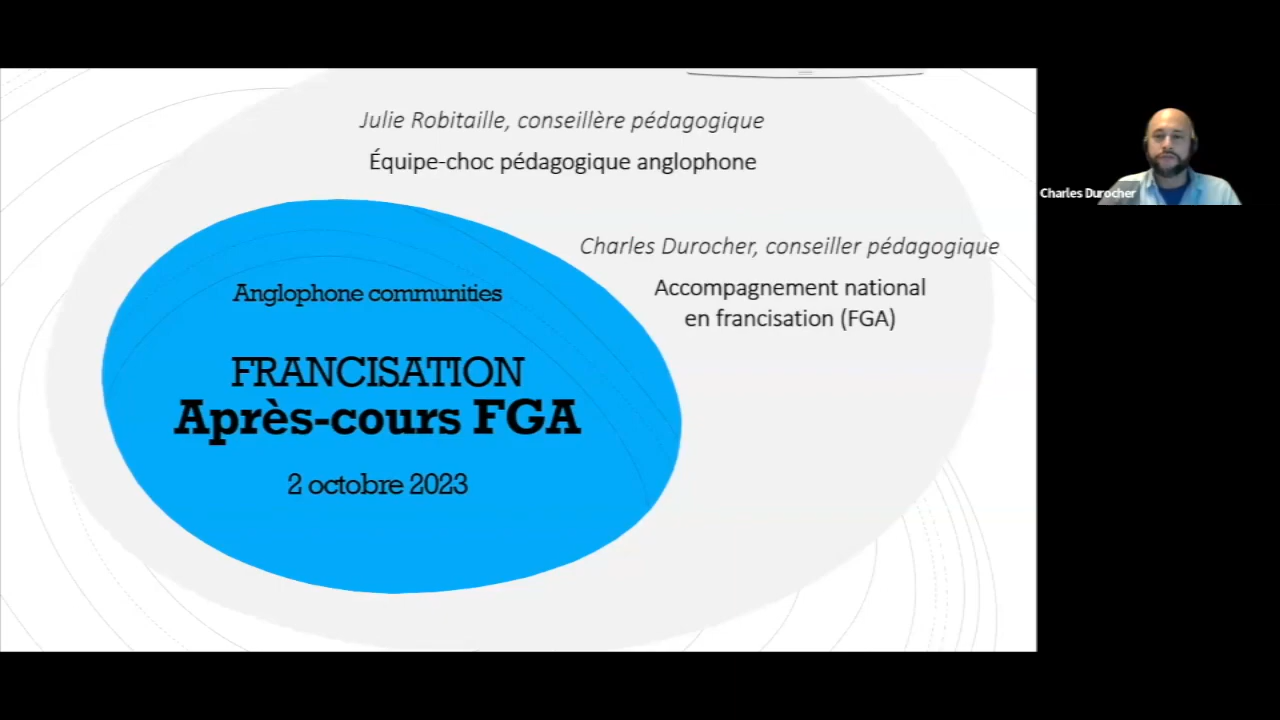 Julie Robitaille, conseillère pédagogique
Équipe-choc pédagogique anglophone
Charles Durocher, conseiller pédagogique
Accompagnement national
en francisation (FGA)
Anglophone communities
FRANCISATION
Après-cours FGA
2 octobre 2023
Charles Durocher